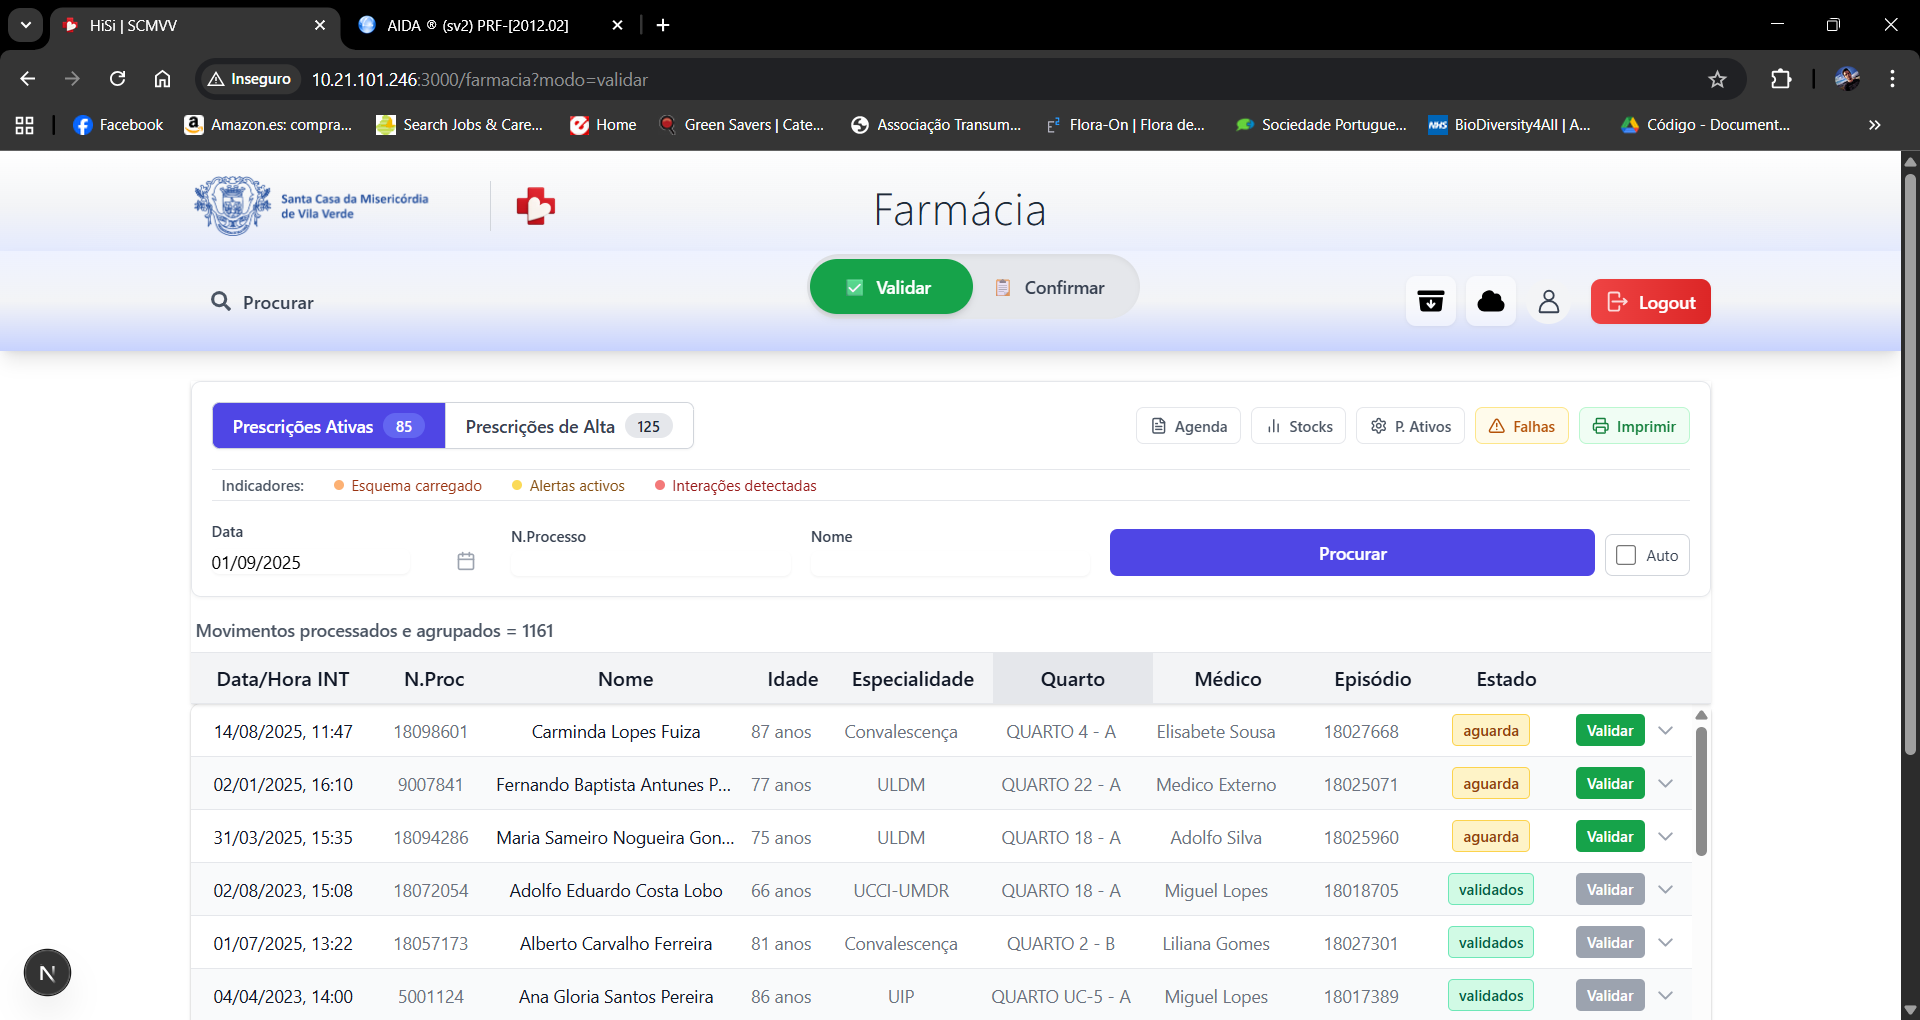 HiSi | SCMVV
AIDA ® (sv2) PRF-[2012.02]
Inseguro
10.21.101.246:3000/farmacia?modo=validar
Facebook
Amazon.es: compra...
Search Jobs & Care...
Home
Green Savers | Cate...
Associação Transum...
Flora-On | Flora de...
Sociedade Portugue...
BioDiversity4All | A...
Código - Document...
Santa Casa da Misericórdia
de Vila Verde
Farmácia
Procurar
Validar
Confirmar
Logout
Prescrições Ativas 85
Prescrições de Alta 125
Agenda
Stocks
P. Ativos
Falhas
Imprimir
Indicadores:
Esquema carregado
Alertas activos
Interações detectadas
Data
01/09/2025
N.Processo
Nome
Procurar
Auto
Movimentos processados e agrupados = 1161
Data/Hora INT N.Proc Nome Idade Especialidade Quarto Médico Episódio Estado
14/08/2025, 11:47 18098601 Carminda Lopes Fuiza 87 anos Convalescença QUARTO 4 - A Elisabete Sousa 18027668 aguarda Validar
02/01/2025, 16:10 9007841 Fernando Baptista Antunes P... 77 anos ULDM QUARTO 22 - A Medico Externo 18025071 aguarda Validar
31/03/2025, 15:35 18094286 Maria Sameiro Nogueira Gon... 75 anos ULDM QUARTO 18 - A Adolfo Silva 18025960 aguarda Validar
02/08/2023, 15:08 18072054 Adolfo Eduardo Costa Lobo 66 anos UCCI-UMDR QUARTO 18 - A Miguel Lopes 18018705 validados Validar
01/07/2025, 13:22 18057173 Alberto Carvalho Ferreira 81 anos Convalescença QUARTO 2 - B Liliana Gomes 18027301 validados Validar
04/04/2023, 14:00 5001124 Ana Gloria Santos Pereira 86 anos UIP QUARTO UC-5 - A Miguel Lopes 18017389 validados Validar
N